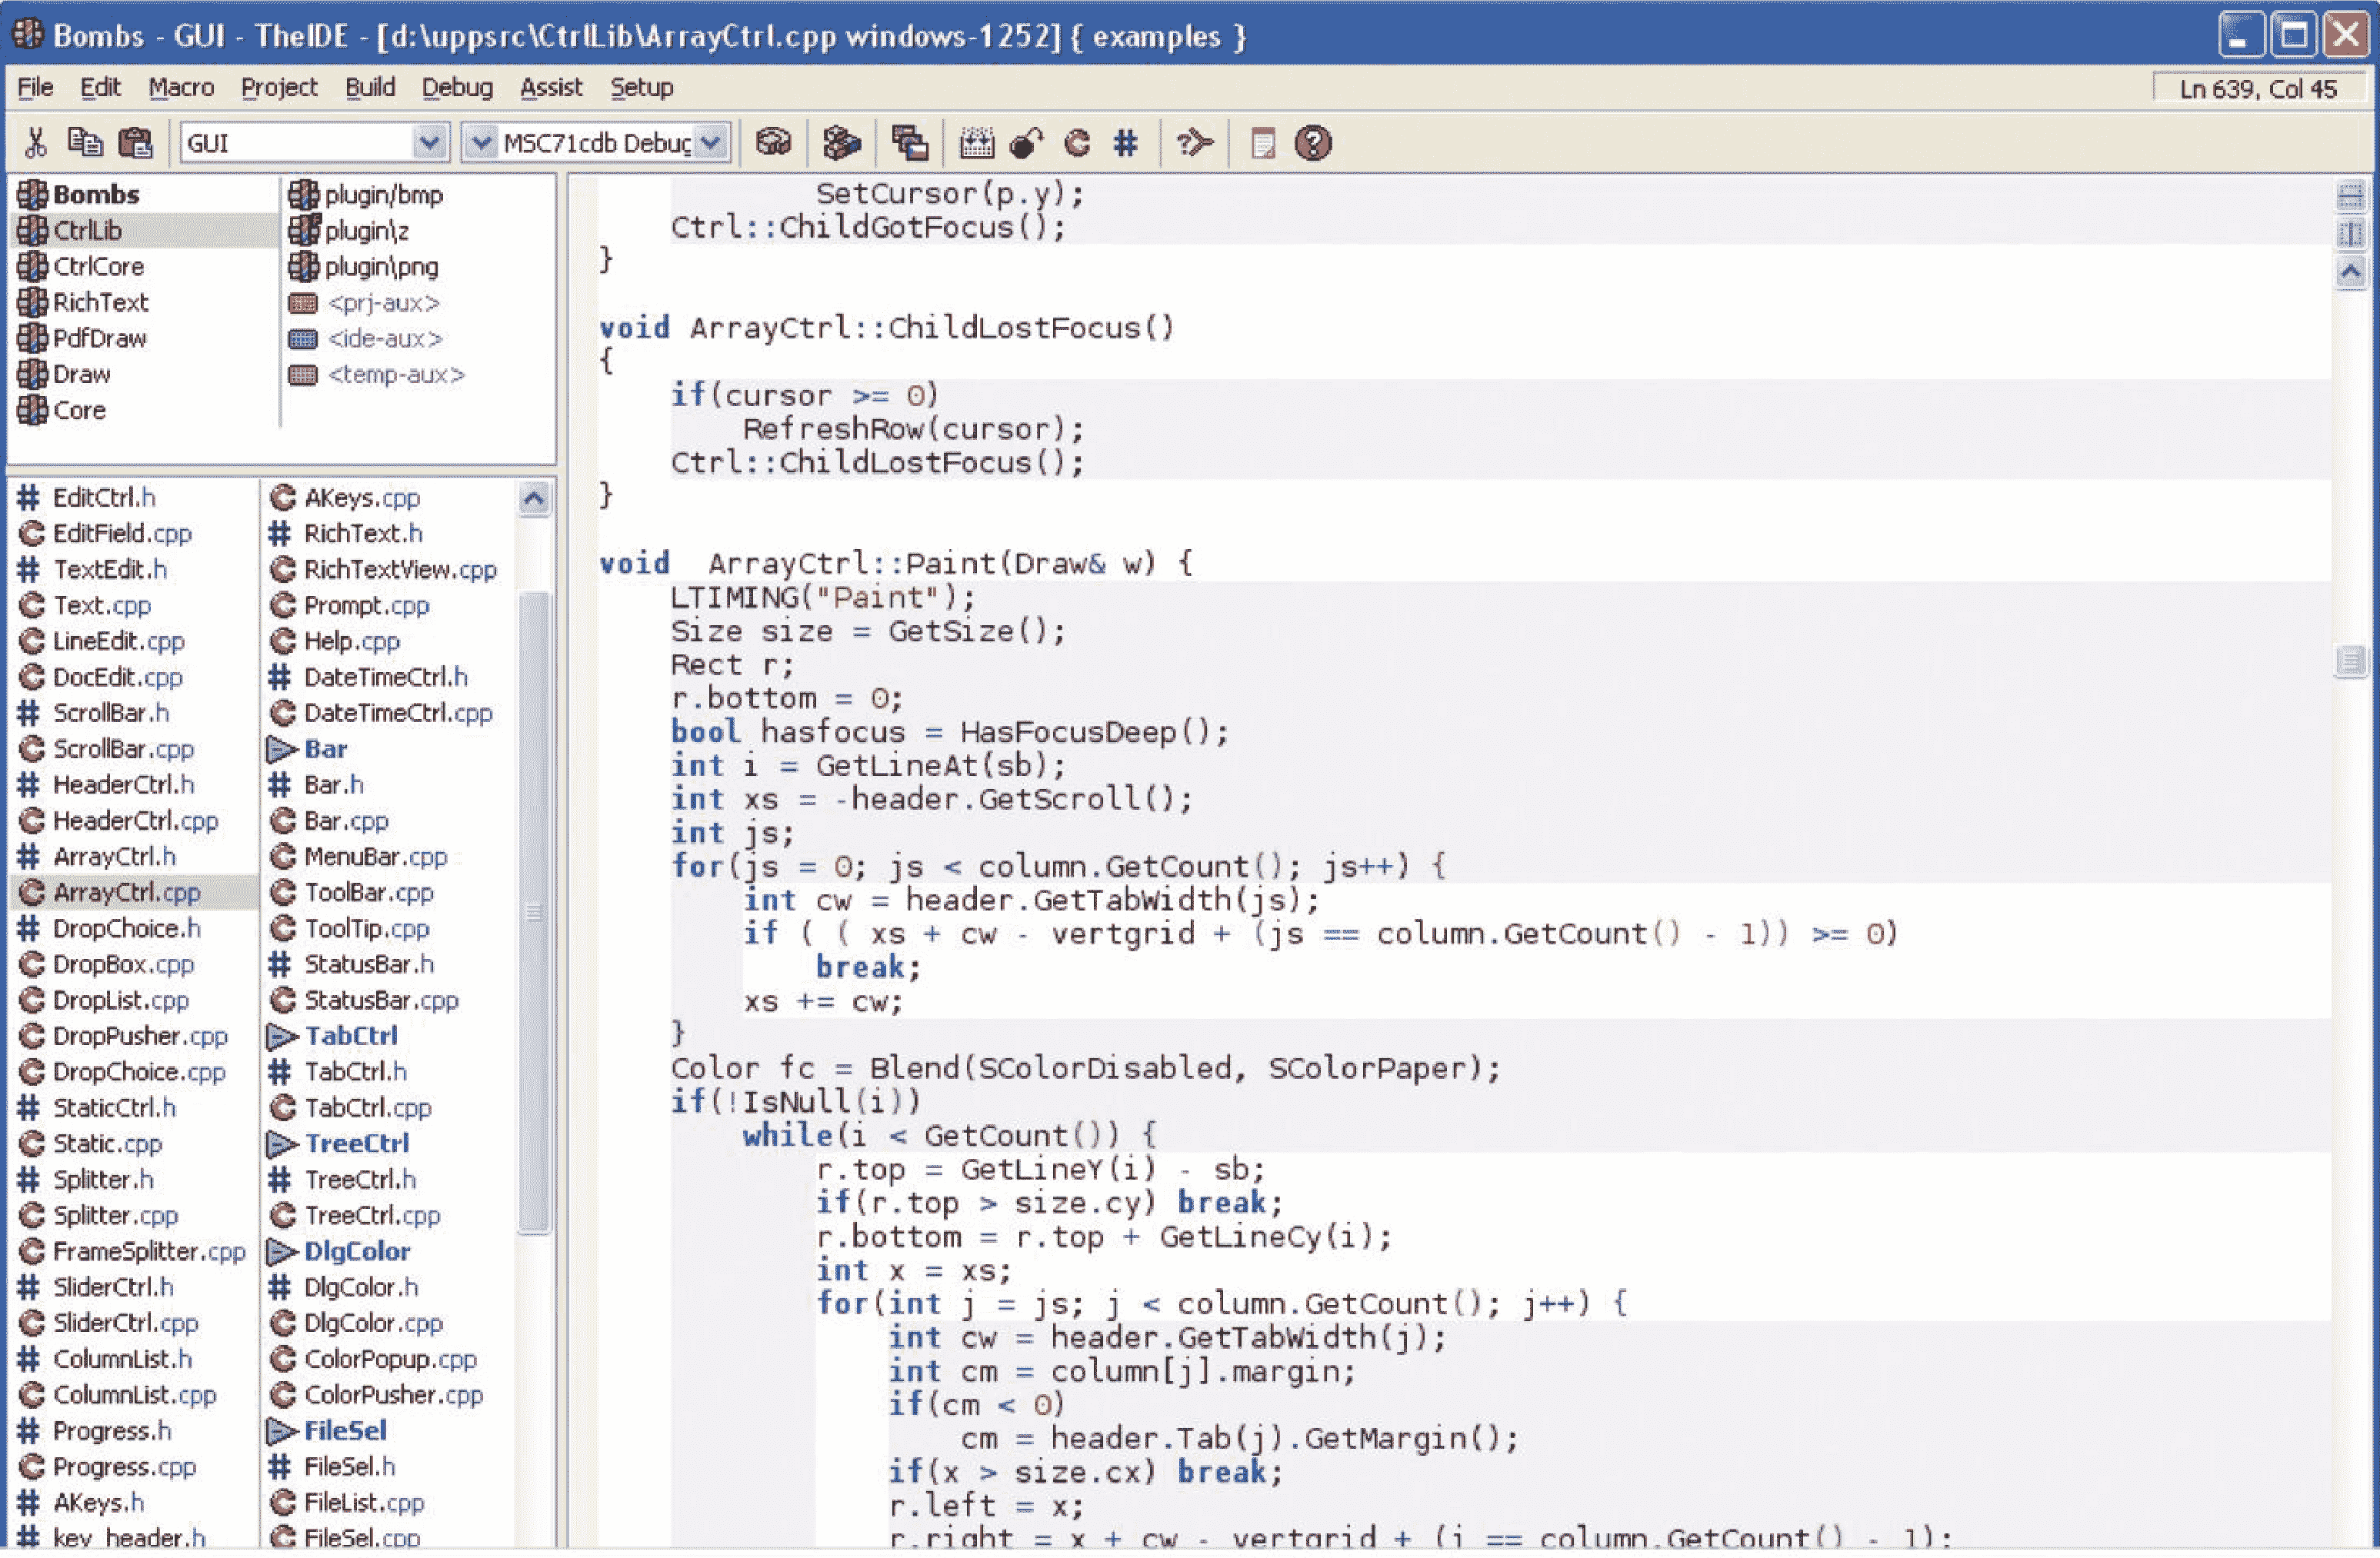 Bombs - GUI - TheIDE - [d:\uppsrc\CtrlLib\ArrayCtrl.cpp windows-1252] { examples }
File Edit Macro Project Build Debug Assist Setup
Ln 639, Col 45
GUI
MSC71cdb Debug
Bombs
CtrlLib
CtrlCore
RichText
PdfDraw
Draw
Core
plugin/bmp
plugin\z
plugin\png
<prj-aux>
<ide-aux>
<temp-aux>
EditCtrl.h
EditField.cpp
TextEdit.h
Text.cpp
LineEdit.cpp
DocEdit.cpp
ScrollBar.h
ScrollBar.cpp
HeaderCtrl.h
HeaderCtrl.cpp
ArrayCtrl.h
ArrayCtrl.cpp
DropChoice.h
DropBox.cpp
DropList.cpp
DropPusher.cpp
DropChoice.cpp
StaticCtrl.h
Static.cpp
Splitter.h
Splitter.cpp
FrameSplitter.cpp
SliderCtrl.h
SliderCtrl.cpp
ColumnList.h
ColumnList.cpp
Progress.h
Progress.cpp
AKeys.h
key_header.h
AKeys.cpp
RichText.h
RichTextView.cpp
Prompt.cpp
Help.cpp
DateTimeCtrl.h
DateTimeCtrl.cpp
Bar
Bar.h
Bar.cpp
MenuBar.cpp
ToolBar.cpp
ToolTip.cpp
StatusBar.h
StatusBar.cpp
TabCtrl
TabCtrl.h
TabCtrl.cpp
TreeCtrl
TreeCtrl.h
TreeCtrl.cpp
DlgColor
DlgColor.h
DlgColor.cpp
ColorPopup.cpp
ColorPusher.cpp
FileSel
FileSel.h
FileList.cpp
FileSel.cpp
SetCursor(p.y);
Ctrl::ChildGotFocus();
}
void ArrayCtrl::ChildLostFocus()
{
if(cursor >= 0)
RefreshRow(cursor);
Ctrl::ChildLostFocus();
}
void  ArrayCtrl::Paint(Draw& w) {
LTIMING("Paint");
Size size = GetSize();
Rect r;
r.bottom = 0;
bool hasfocus = HasFocusDeep();
int i = GetLineAt(sb);
int xs = -header.GetScroll();
int js;
for(js = 0; js < column.GetCount(); js++) {
int cw = header.GetTabWidth(js);
if ( ( xs + cw - vertgrid + (js == column.GetCount() - 1)) >= 0)
break;
xs += cw;
}
Color fc = Blend(SColorDisabled, SColorPaper);
if(!IsNull(i))
while(i < GetCount()) {
r.top = GetLineY(i) - sb;
if(r.top > size.cy) break;
r.bottom = r.top + GetLineCy(i);
int x = xs;
for(int j = js; j < column.GetCount(); j++) {
int cw = header.GetTabWidth(j);
int cm = column[j].margin;
if(cm < 0)
cm = header.Tab(j).GetMargin();
if(x > size.cx) break;
r.left = x;
r.right = x + cw - vertgrid + (j == column.GetCount() - 1);